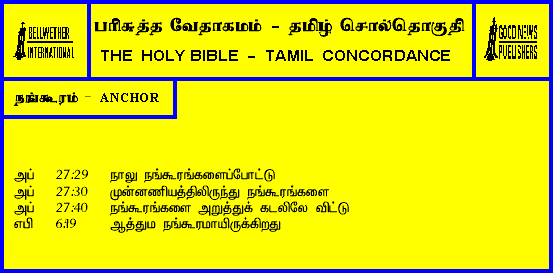 BELLWETHER
INTERNATIONAL
பரிசுத்த வேதாகமம் - தமிழ் சொல்தொகுதி
THE HOLY BIBLE - TAMIL CONCORDANCE
GOOD NEWS
PUBLISHERS
நங்கூரம் - ANCHOR
அப் 27:29 நாலு நங்கூரங்களைப்போட்டு
அப் 27:30 முன்னணியத்திலிருந்து நங்கூரங்களை
அப் 27:40 நங்கூரங்களை அறுத்துக் கடலிலே விட்டு
எபி 6:19 ஆத்தும நங்கூரமாயிருக்கிறது